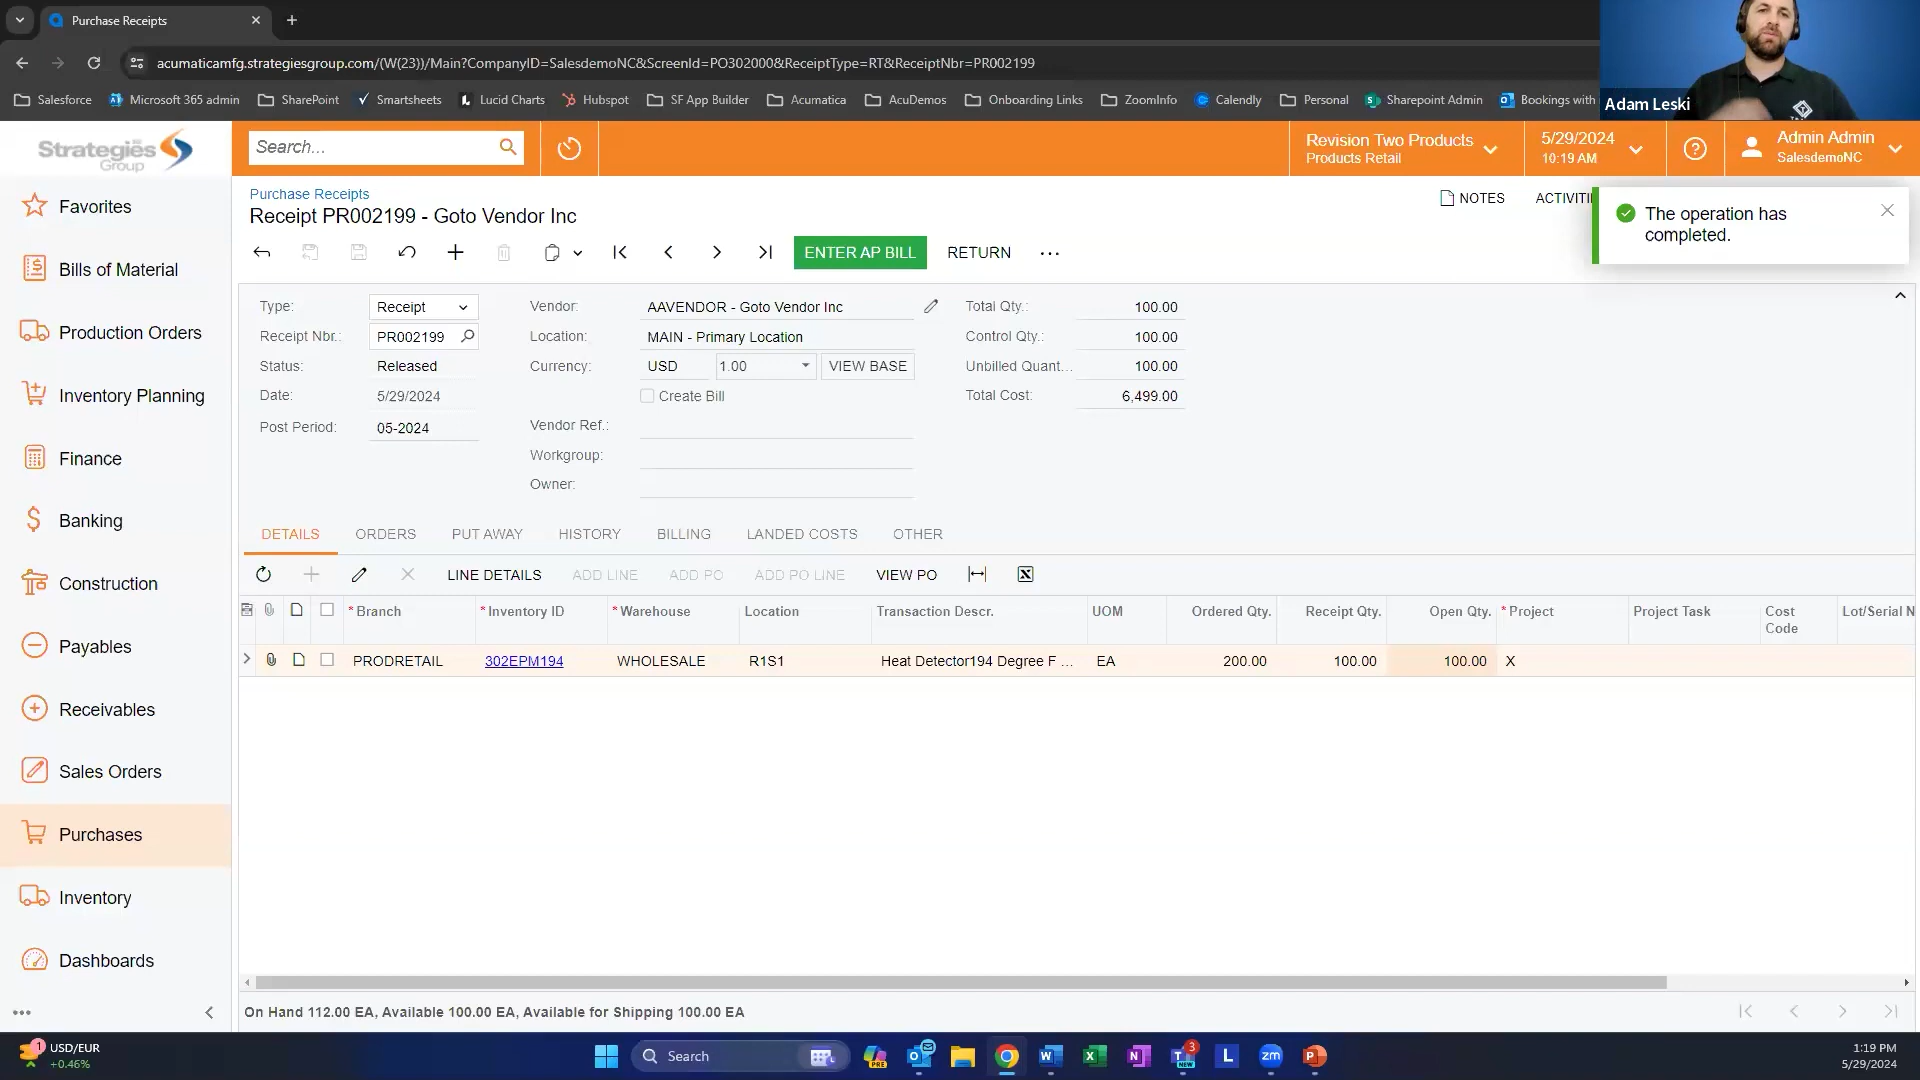 Purchase Receipts
acumaticamfg.strategiesgroup.com/(W(23))/Main?CompanyID=SalesdemoNC&ScreenId=PO302000&ReceiptType=RT&ReceiptNbr=PR002199
Salesforce Microsoft 365 admin SharePoint Smartsheets Lucid Charts Hubspot SF App Builder Acumatica AcuDemos Onboarding Links ZoomInfo Calendly Personal Sharepoint Admin Bookings with
Adam Leski
Strategies
Group
Search...
Revision Two Products
Products Retail
5/29/2024
10:19 AM
Admin Admin
SalesdemoNC
Favorites
Bills of Material
Production Orders
Inventory Planning
Finance
Banking
Construction
Payables
Receivables
Sales Orders
Purchases
Inventory
Dashboards
Purchase Receipts
Receipt PR002199 - Goto Vendor Inc
NOTES ACTIVITI
The operation has
completed.
ENTER AP BILL RETURN
Type: Receipt Vendor: AAVENDOR - Goto Vendor Inc Total Qty.: 100.00
Receipt Nbr.: PR002199 Location: MAIN - Primary Location Control Qty.: 100.00
Status: Released Currency: USD 1.00 VIEW BASE Unbilled Quant... 100.00
Date: 5/29/2024 Create Bill Total Cost: 6,499.00
Post Period: 05-2024 Vendor Ref.:
Workgroup:
Owner:
DETAILS ORDERS PUT AWAY HISTORY BILLING LANDED COSTS OTHER
LINE DETAILS ADD LINE ADD PO ADD PO LINE VIEW PO
* Branch * Inventory ID * Warehouse Location Transaction Descr. UOM Ordered Qty. Receipt Qty. Open Qty. * Project Project Task Cost Code Lot/Serial N
PRODRETAIL 302EPM194 WHOLESALE R1S1 Heat Detector194 Degree F ... EA 200.00 100.00 100.00 X
On Hand 112.00 EA, Available 100.00 EA, Available for Shipping 100.00 EA
1 USD/EUR
+0.46%
Search
PRE
3
NEW
zm
1:19 PM
5/29/2024